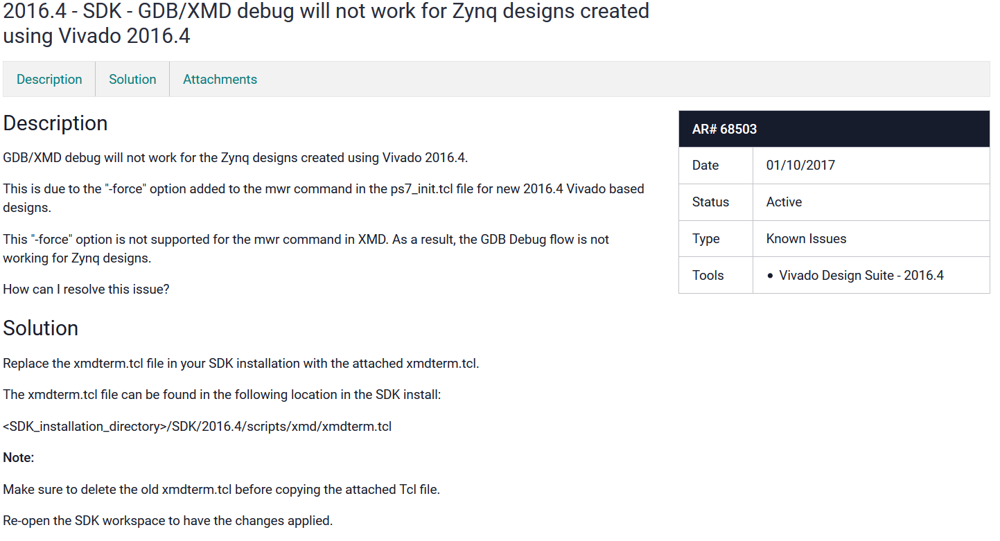 2016.4 - SDK - GDB/XMD debug will not work for Zynq designs created
using Vivado 2016.4
Description
Solution
Attachments
Description
GDB/XMD debug will not work for the Zynq designs created using Vivado 2016.4.
This is due to the "-force" option added to the mwr command in the ps7_init.tcl file for new 2016.4 Vivado based
designs.
This "-force" option is not supported for the mwr command in XMD. As a result, the GDB Debug flow is not
working for Zynq designs.
How can I resolve this issue?
Solution
Replace the xmdterm.tcl file in your SDK installation with the attached xmdterm.tcl.
The xmdterm.tcl file can be found in the following location in the SDK install:
<SDK_installation_directory>/SDK/2016.4/scripts/xmd/xmdterm.tcl
Note:
Make sure to delete the old xmdterm.tcl before copying the attached Tcl file.
Re-open the SDK workspace to have the changes applied.
AR# 68503
Date 01/10/2017
Status Active
Type Known Issues
Tools • Vivado Design Suite - 2016.4